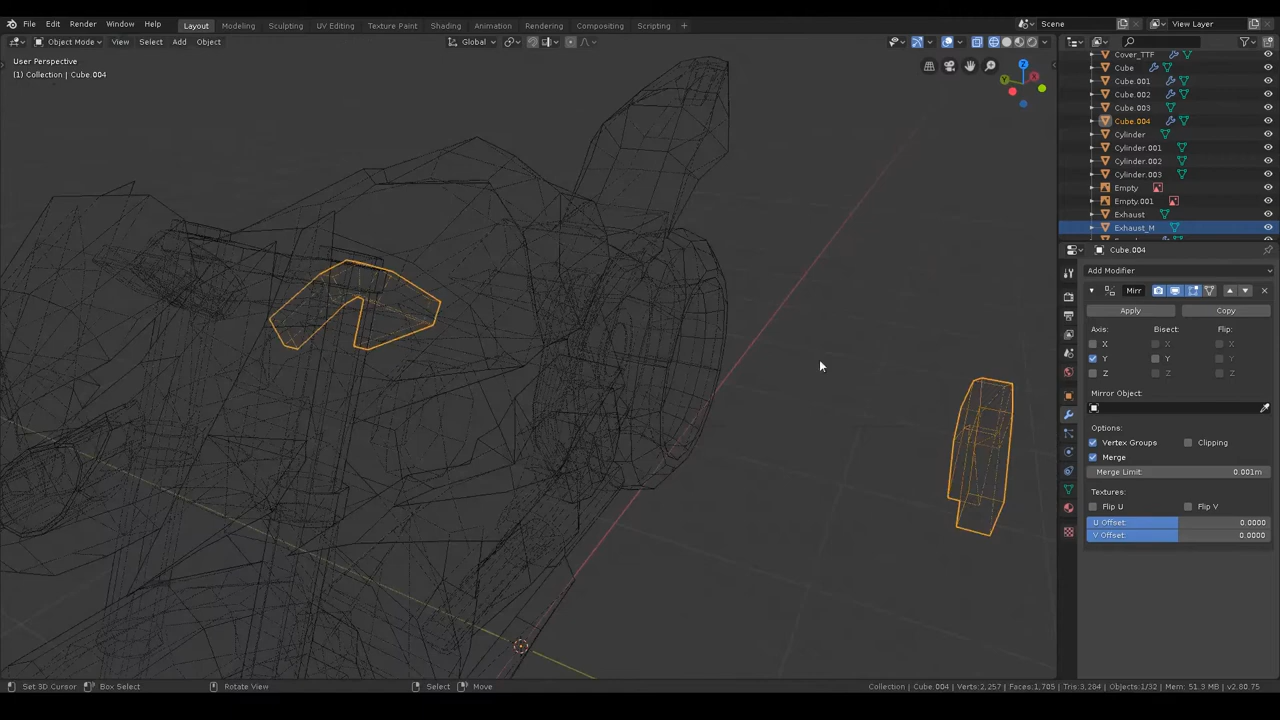 File Edit Render Window Help Layout Modeling Sculpting UV Editing Texture Paint Shading Animation Rendering Compositing Scripting + Scene View Layer
Object Mode View Select Add Object Global
User Perspective
(1) Collection | Cube.004
Z
X
Y
Cover_TTF
Cube
Cube.001
Cube.002
Cube.003
Cube.004
Cylinder
Cylinder.001
Cylinder.002
Cylinder.003
Empty
Empty.001
Exhaust
Exhaust_M
Cube.004
Add Modifier
Mirr
Apply Copy
Axis: Bisect: Flip:
X X X
Y Y Y
Z Z Z
Mirror Object:
Options:
Vertex Groups Clipping
Merge
Merge Limit: 0.001m
Textures:
Flip U Flip V
U Offset: 0.0000
V Offset: 0.0000
Set 3D Cursor Box Select Rotate View Select Move Collection | Cube.004 | Verts:2,257 | Faces:1,705 | Tris:3,284 | Objects:1/32 | Mem: 51.9 MB | v2.80.75